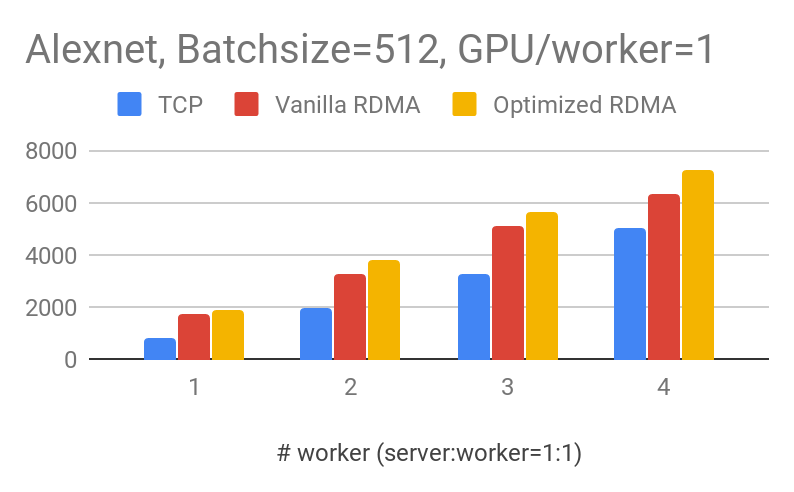 Alexnet, Batchsize=512, GPU/worker=1
TCP Vanilla RDMA Optimized RDMA
8000
6000
4000
2000
0
1 2 3 4
# worker (server:worker=1:1)